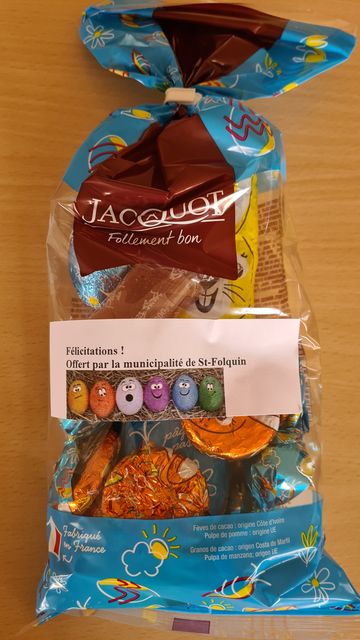 JACQUOT
Follement bon
Félicitations !
Offert par la municipalité de St-Folquin
Fabriqué
en France
Fèves de cacao : origine Côte d'Ivoire
Pulpe de pomme : origine UE
Granos de cacao : origen Costa de Marfil
Pulpa de manzana: origen UE